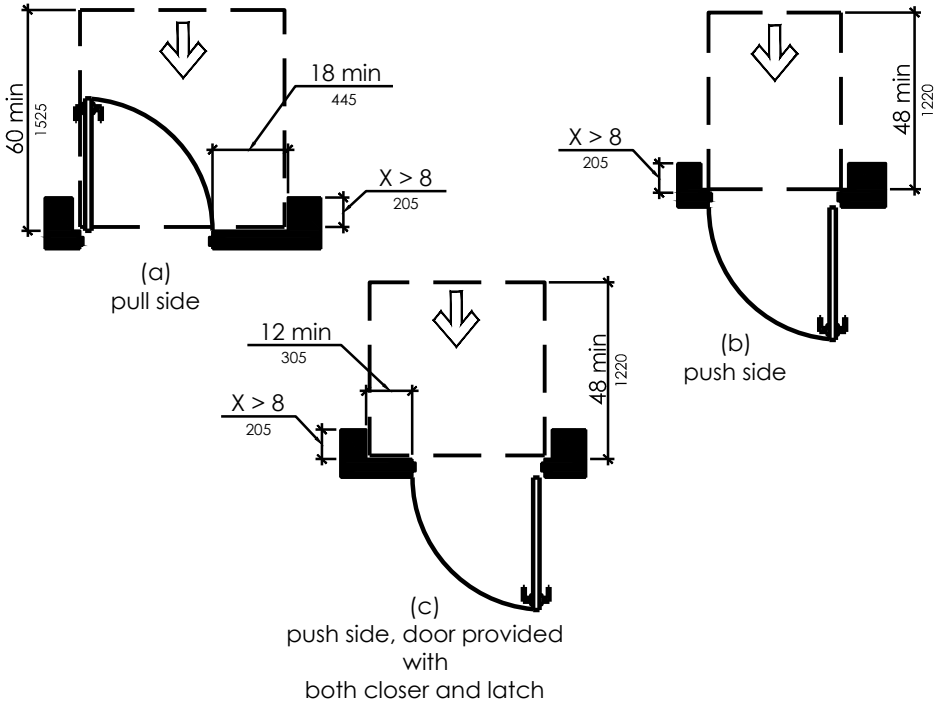 60 min
1525
18 min
445
X > 8
205
(a)
pull side
X > 8
205
48 min
1220
(b)
push side
12 min
305
X > 8
205
48 min
1220
(c)
push side, door provided
with
both closer and latch